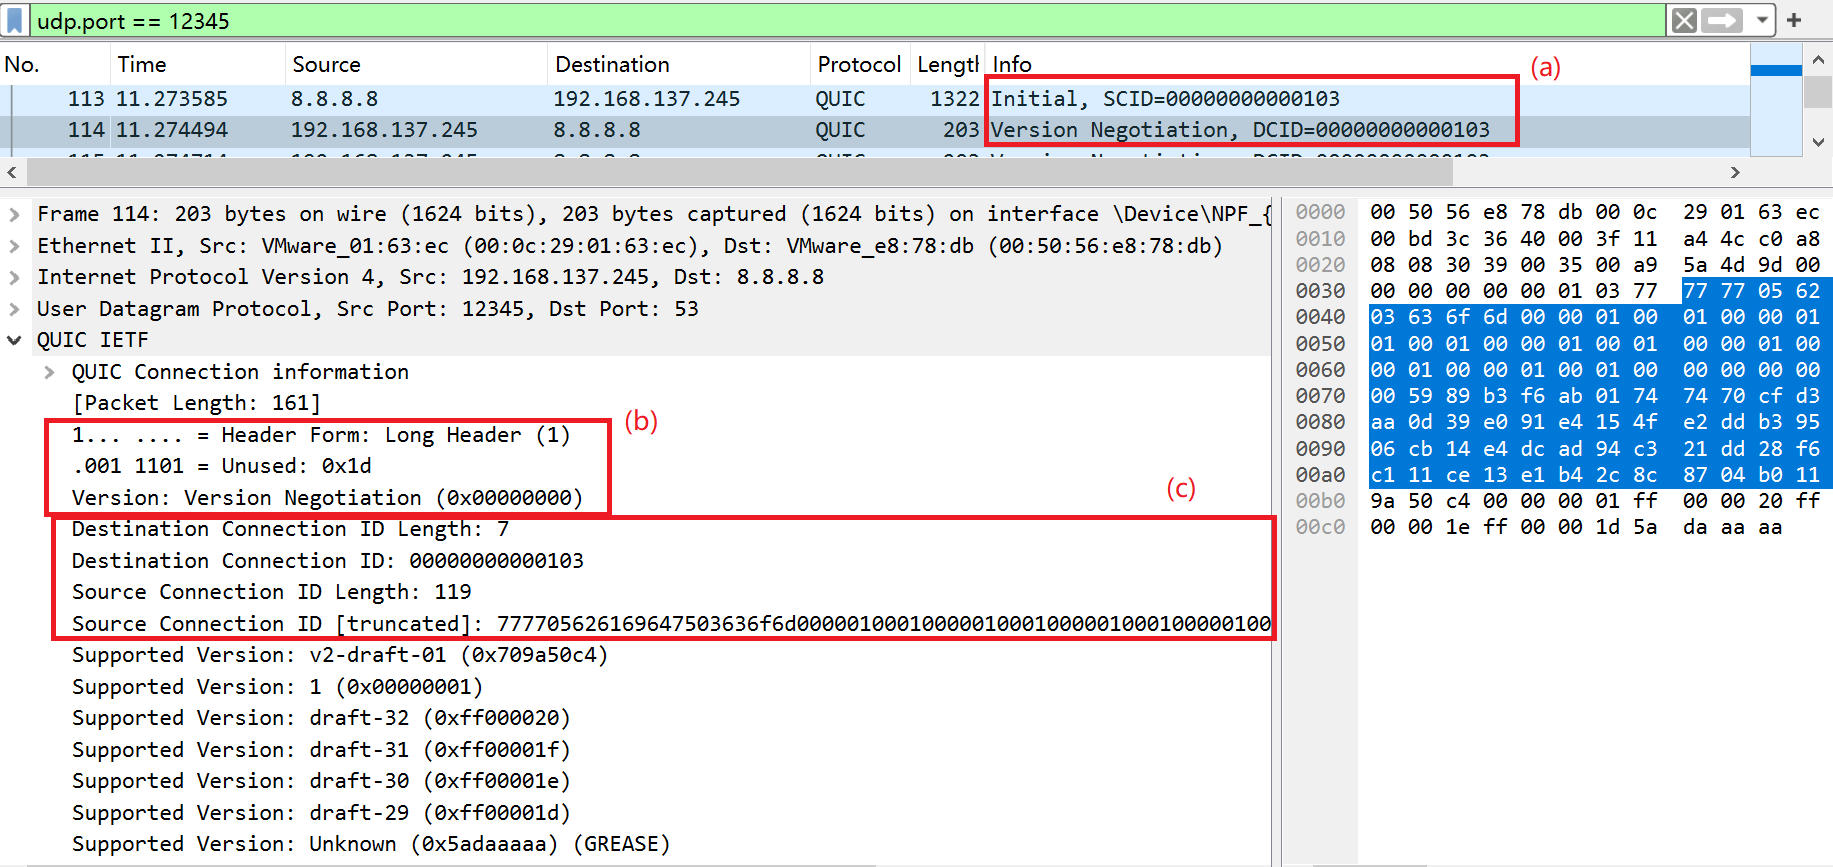 udp.port == 12345
No. Time Source Destination Protocol Length Info
(a)
113 11.273585 8.8.8.8 192.168.137.245 QUIC 1322 Initial, SCID=00000000000103
114 11.274494 192.168.137.245 8.8.8.8 QUIC 203 Version Negotiation, DCID=00000000000103
Frame 114: 203 bytes on wire (1624 bits), 203 bytes captured (1624 bits) on interface \Device\NPF_{
Ethernet II, Src: VMware_01:63:ec (00:0c:29:01:63:ec), Dst: VMware_e8:78:db (00:50:56:e8:78:db)
Internet Protocol Version 4, Src: 192.168.137.245, Dst: 8.8.8.8
User Datagram Protocol, Src Port: 12345, Dst Port: 53
QUIC IETF
QUIC Connection information
[Packet Length: 161]
(b)
1... .... = Header Form: Long Header (1)
.001 1101 = Unused: 0x1d
Version: Version Negotiation (0x00000000)
(c)
Destination Connection ID Length: 7
Destination Connection ID: 00000000000103
Source Connection ID Length: 119
Source Connection ID [truncated]: 777705626169647503636f6d00000100010000010001000001000100000100
Supported Version: v2-draft-01 (0x709a50c4)
Supported Version: 1 (0x00000001)
Supported Version: draft-32 (0xff000020)
Supported Version: draft-31 (0xff00001f)
Supported Version: draft-30 (0xff00001e)
Supported Version: draft-29 (0xff00001d)
Supported Version: Unknown (0x5adaaaaa) (GREASE)
0000 00 50 56 e8 78 db 00 0c 29 01 63 ec
0010 00 bd 3c 36 40 00 3f 11 a4 4c c0 a8
0020 08 08 30 39 00 35 00 a9 5a 4d 9d 00
0030 00 00 00 00 00 01 03 77 77 77 05 62
0040 03 63 6f 6d 00 00 01 00 01 00 00 01
0050 01 00 01 00 00 01 00 01 00 00 01 00
0060 00 01 00 00 01 00 01 00 00 00 00 00
0070 00 59 89 b3 f6 ab 01 74 74 70 cf d3
0080 aa 0d 39 e0 91 e4 15 4f e2 dd b3 95
0090 06 cb 14 e4 dc ad 94 c3 21 dd 28 f6
00a0 c1 11 ce 13 e1 b4 2c 8c 87 04 b0 11
00b0 9a 50 c4 00 00 00 01 ff 00 00 20 ff
00c0 00 00 1e ff 00 00 1d 5a da aa aa